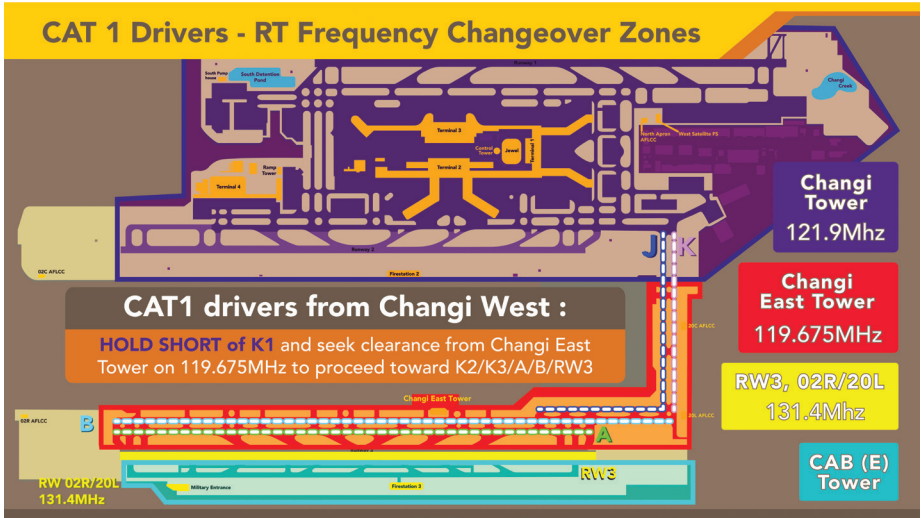 CAT 1 Drivers - RT Frequency Changeover Zones
Runway 1
South Pump
House
South Detention
Pond
Changi
Creek
Terminal 3
Central
Tower
Jewel
Terminal 1
North Apron
AFLCC
West Satellite FS
Terminal 2
Ramp
Tower
Terminal 4
Changi
Tower
121.9Mhz
Runway 2
J
K
02C AFLCC
Firestation 2
Changi
East Tower
119.675MHz
CAT1 drivers from Changi West :
HOLD SHORT of K1 and seek clearance from Changi East
Tower on 119.675MHz to proceed toward K2/K3/A/B/RW3
20C AFLCC
RW3, 02R/20L
131.4Mhz
Changi East Tower
02R AFLCC
B
20L AFLCC
A
CAB (E)
Tower
RW3
RW 02R/20L
131.4Mhz
Military Entrance
Firestation 3